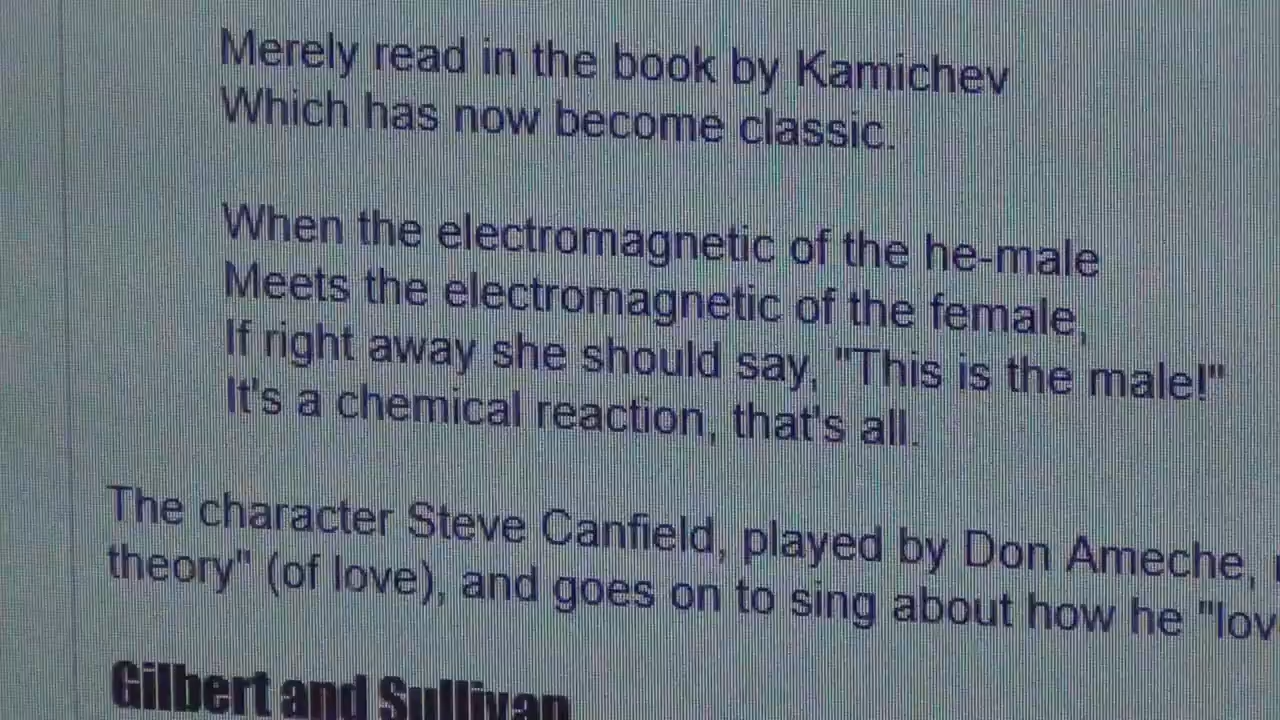 Merely read in the book by Kamichev
Which has now become classic.
When the electromagnetic of the he-male
Meets the electromagnetic of the female,
If right away she should say, "This is the male!"
It's a chemical reaction, that's all.
The character Steve Canfield, played by Don Ameche,
theory" (of love), and goes on to sing about how he "lov
Gilbert and Sullivan